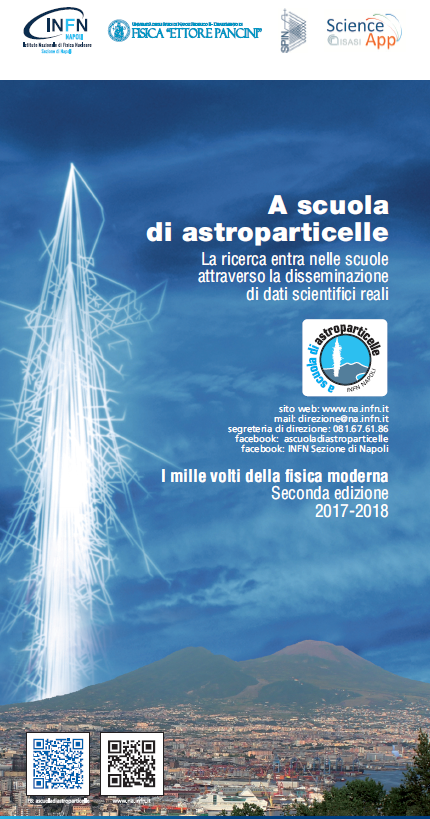 INFN
NAPOLI
Istituto Nazionale di Fisica Nucleare
Sezione di Napoli
UNIVERSITÀ DEGLI STUDI DI NAPOLI FEDERICO II - DIPARTIMENTO DI
FISICA "ETTORE PANCINI"
SPIN
Science
ISASI App
A scuola
di astroparticelle
La ricerca entra nelle scuole
attraverso la disseminazione
di dati scientifici reali
a scuola di astroparticelle
INFN NAPOLI
sito web: www.na.infn.it
mail: direzione@na.infn.it
segreteria di direzione: 081.67.61.86
facebook: ascuoladiastroparticelle
facebook: INFN Sezione di Napoli
I mille volti della fisica moderna
Seconda edizione
2017-2018
fb: ascuoladiastroparticelle
www.na.infn.it